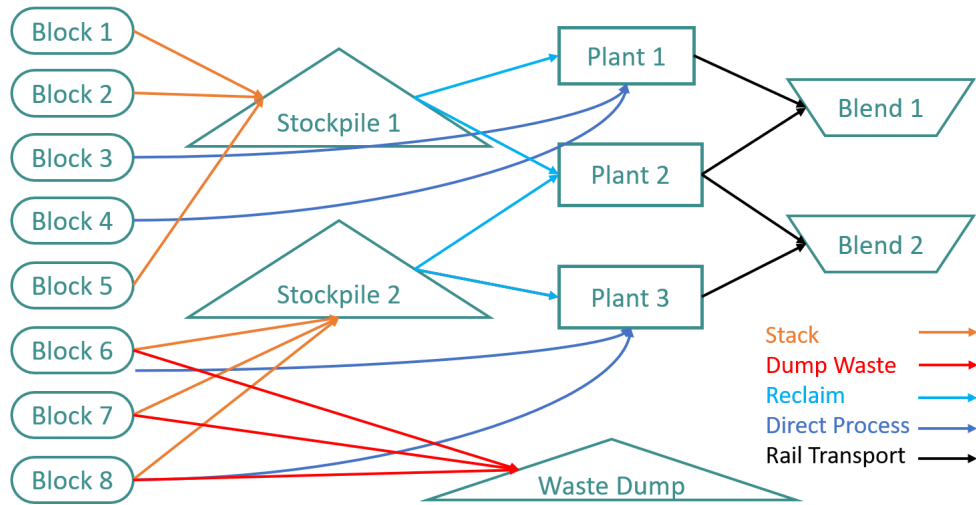 Block 1
Block 2
Block 3
Block 4
Block 5
Block 6
Block 7
Block 8
Stockpile 1
Stockpile 2
Plant 1
Plant 2
Plant 3
Blend 1
Blend 2
Waste Dump
Stack
Dump Waste
Reclaim
Direct Process
Rail Transport